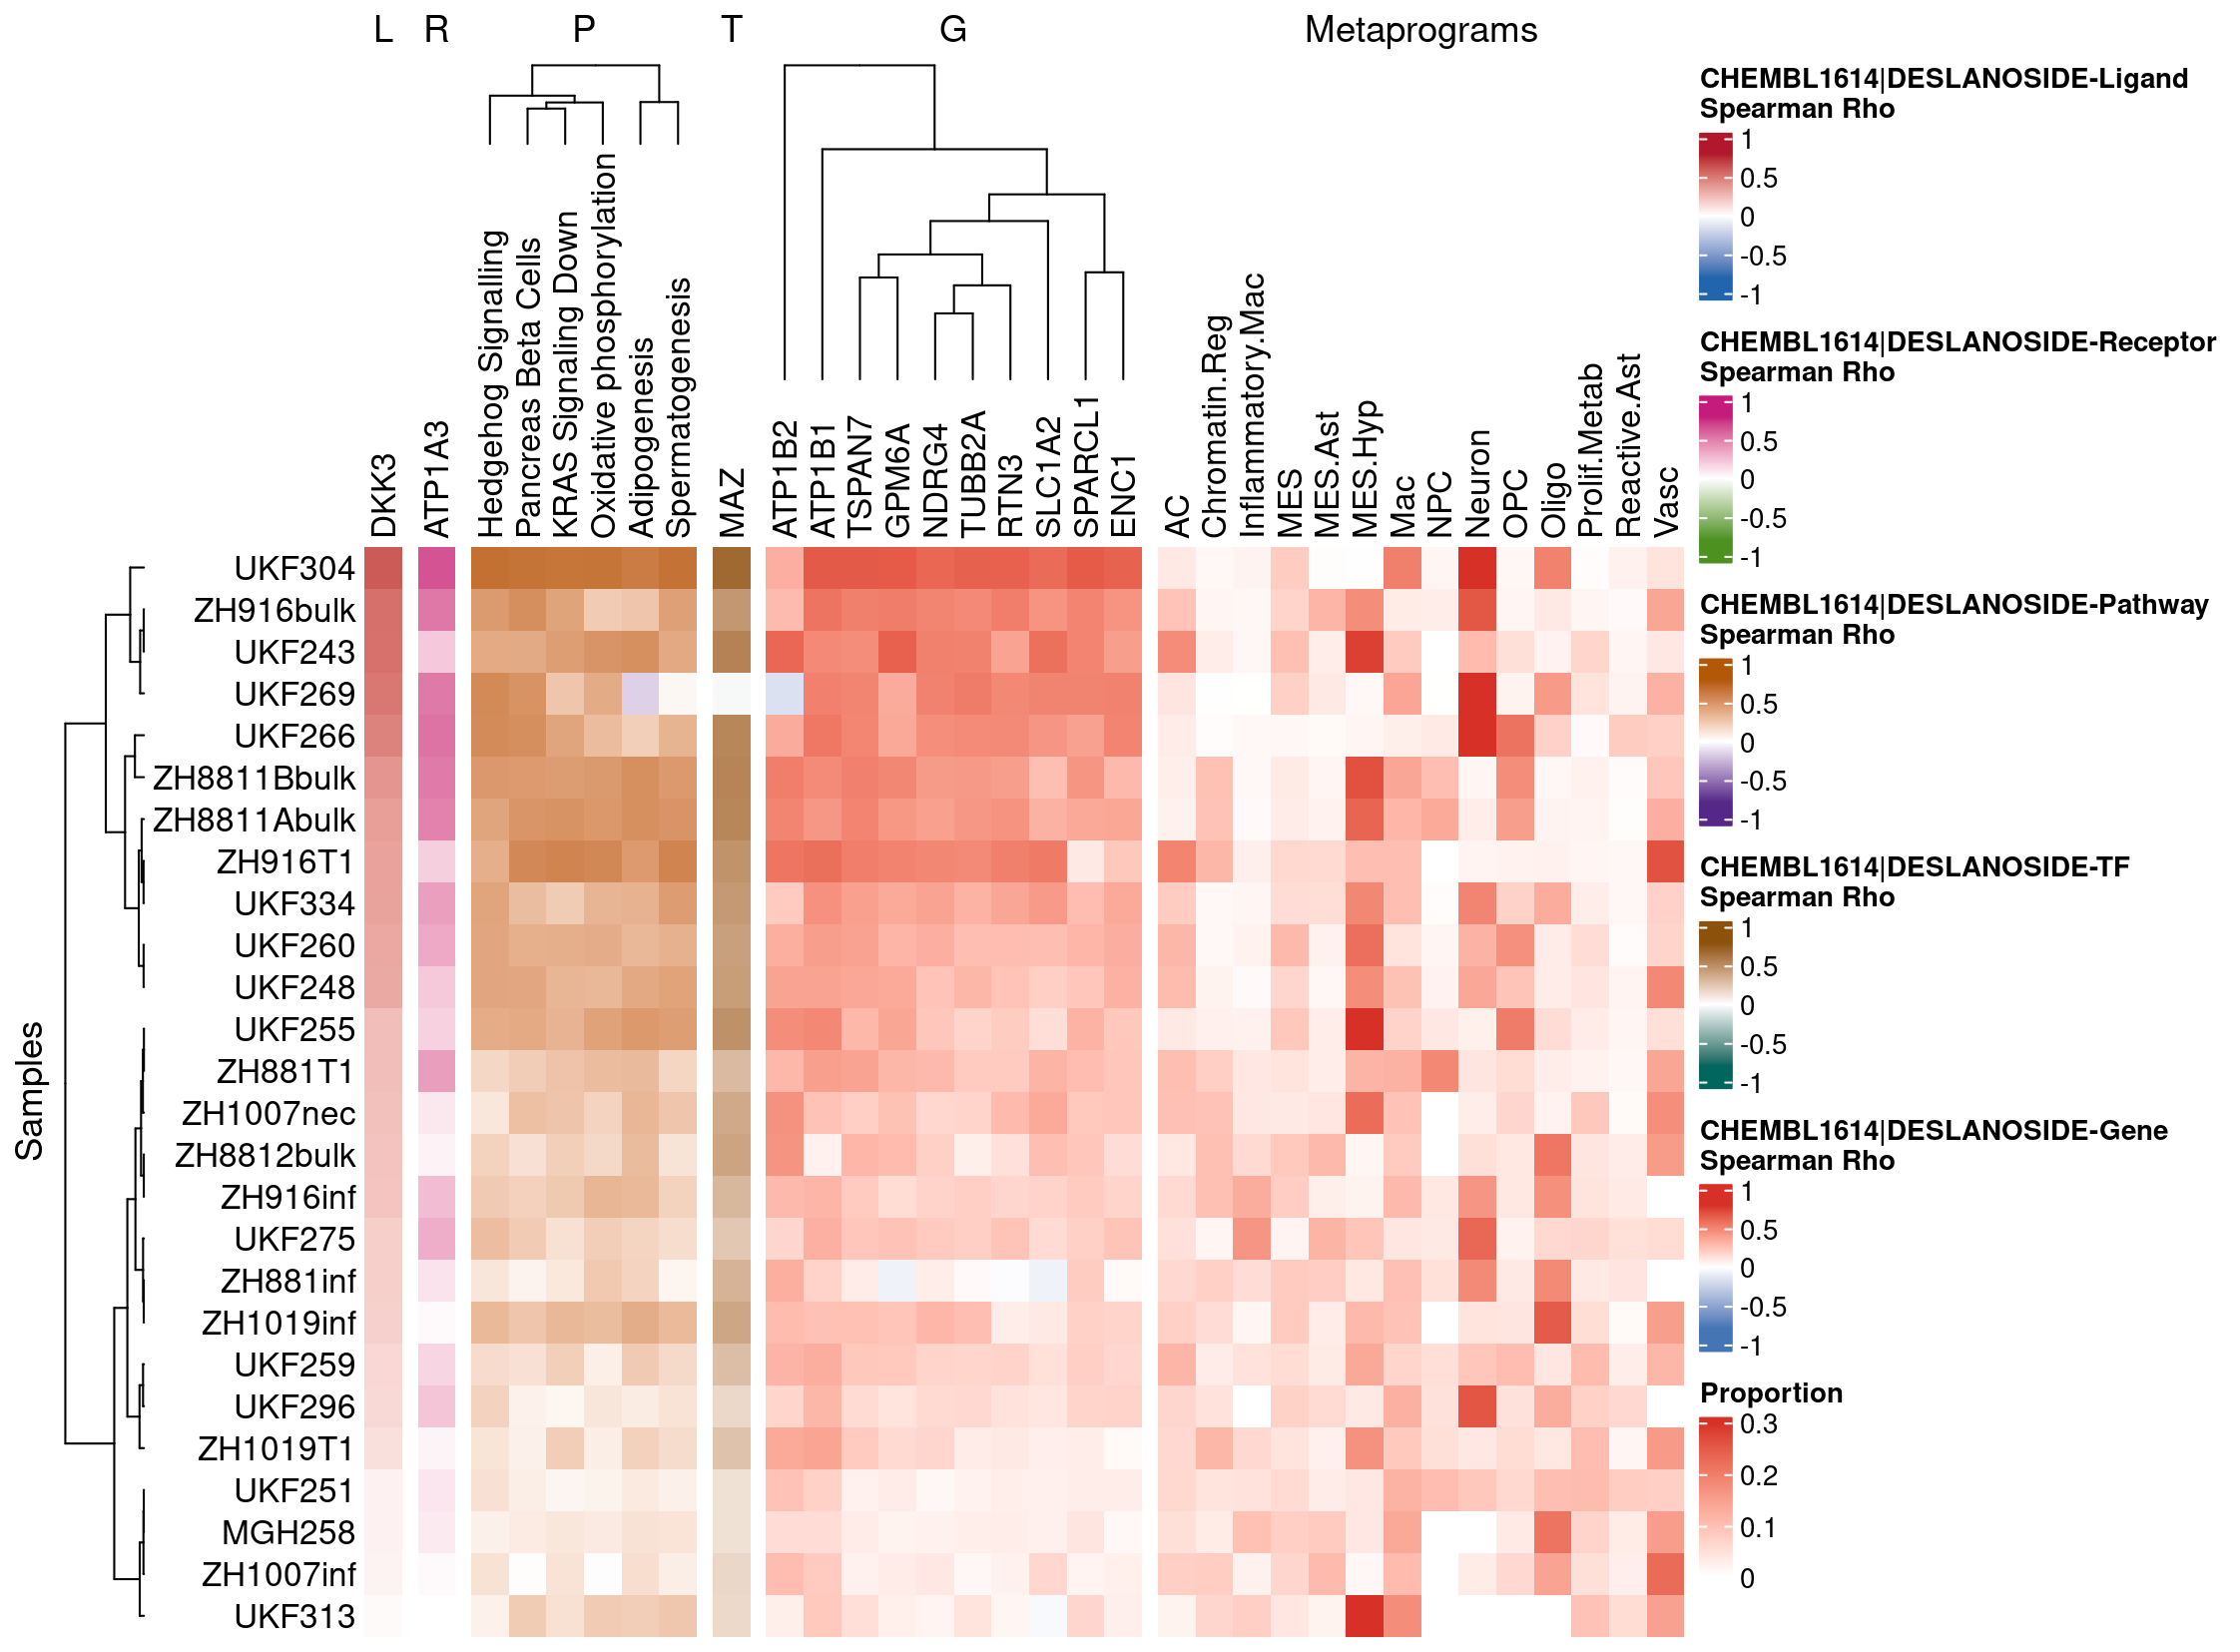 L R P T G Metaprograms
Hedgehog Signalling
Pancreas Beta Cells
KRAS Signaling Down
Oxidative phosphorylation
Adipogenesis
Spermatogenesis
DKK3
ATP1A3
MAZ
ATP1B2
ATP1B1
TSPAN7
GPM6A
NDRG4
TUBB2A
RTN3
SLC1A2
SPARCL1
ENC1
AC
Chromatin.Reg
Inflammatory.Mac
MES
MES.Ast
MES.Hyp
Mac
NPC
Neuron
OPC
Oligo
Prolif.Metab
Reactive.Ast
Vasc
Samples
UKF304
ZH916bulk
UKF243
UKF269
UKF266
ZH8811Bbulk
ZH8811Abulk
ZH916T1
UKF334
UKF260
UKF248
UKF255
ZH881T1
ZH1007nec
ZH8812bulk
ZH916inf
UKF275
ZH881inf
ZH1019inf
UKF259
UKF296
ZH1019T1
UKF251
MGH258
ZH1007inf
UKF313
CHEMBL1614|DESLANOSIDE-Ligand
Spearman Rho
1
0.5
0
-0.5
-1
CHEMBL1614|DESLANOSIDE-Receptor
Spearman Rho
1
0.5
0
-0.5
-1
CHEMBL1614|DESLANOSIDE-Pathway
Spearman Rho
1
0.5
0
-0.5
-1
CHEMBL1614|DESLANOSIDE-TF
Spearman Rho
1
0.5
0
-0.5
-1
CHEMBL1614|DESLANOSIDE-Gene
Spearman Rho
1
0.5
0
-0.5
-1
Proportion
0.3
0.2
0.1
0